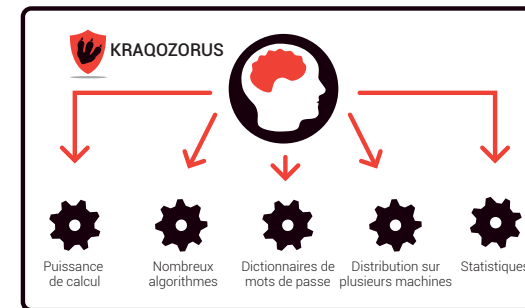 KRAQOZORUS
Puissance
de calcul
Nombreux
algorithmes
Dictionnaires de
mots de passe
Distribution sur
plusieurs machines
Statistiques